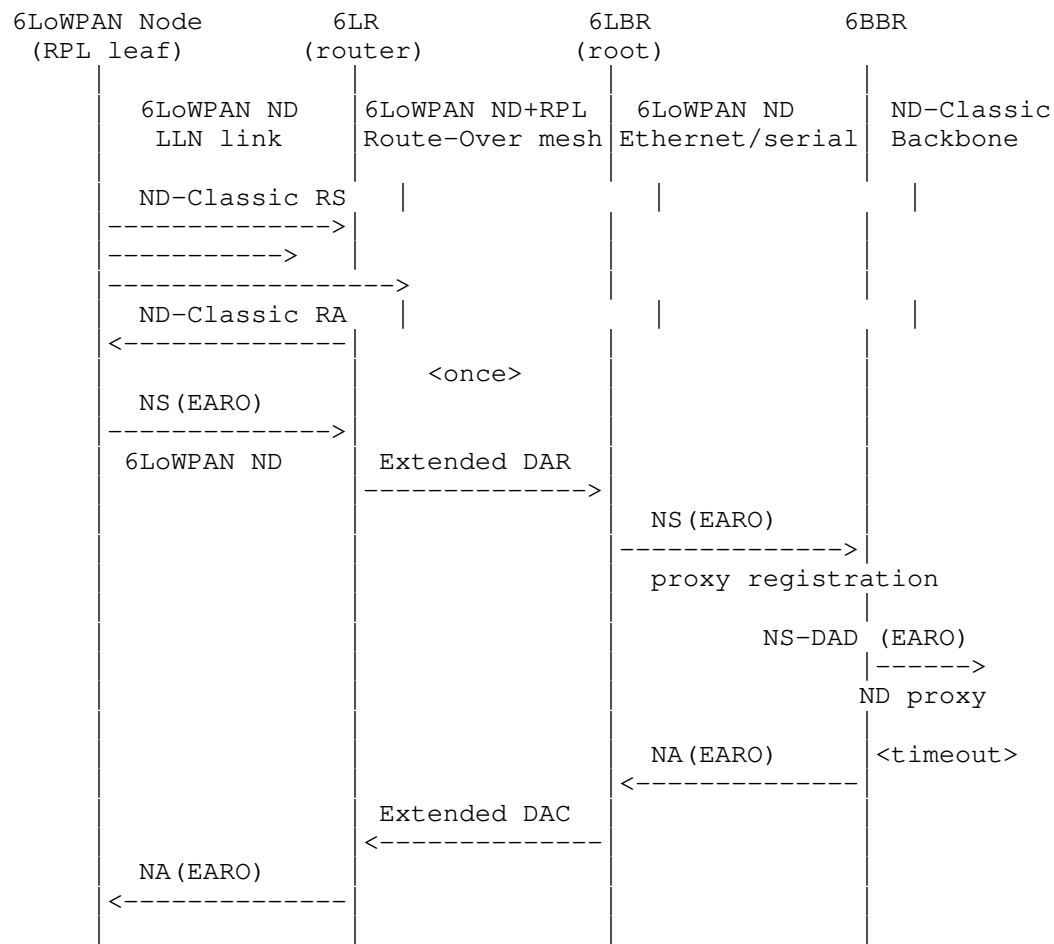 6LoWPAN Node 6LR 6LBR 6BBR
(RPL leaf) (router) (root)
6LoWPAN ND 6LoWPAN ND+RPL 6LoWPAN ND ND-Classic
LLN link Route-Over mesh Ethernet/serial Backbone
ND-Classic RS
ND-Classic RA
<once>
NS(EARO)
6LoWPAN ND Extended DAR
NS(EARO)
proxy registration
NS-DAD (EARO)
ND proxy
NA(EARO) <timeout>
Extended DAC
NA(EARO)